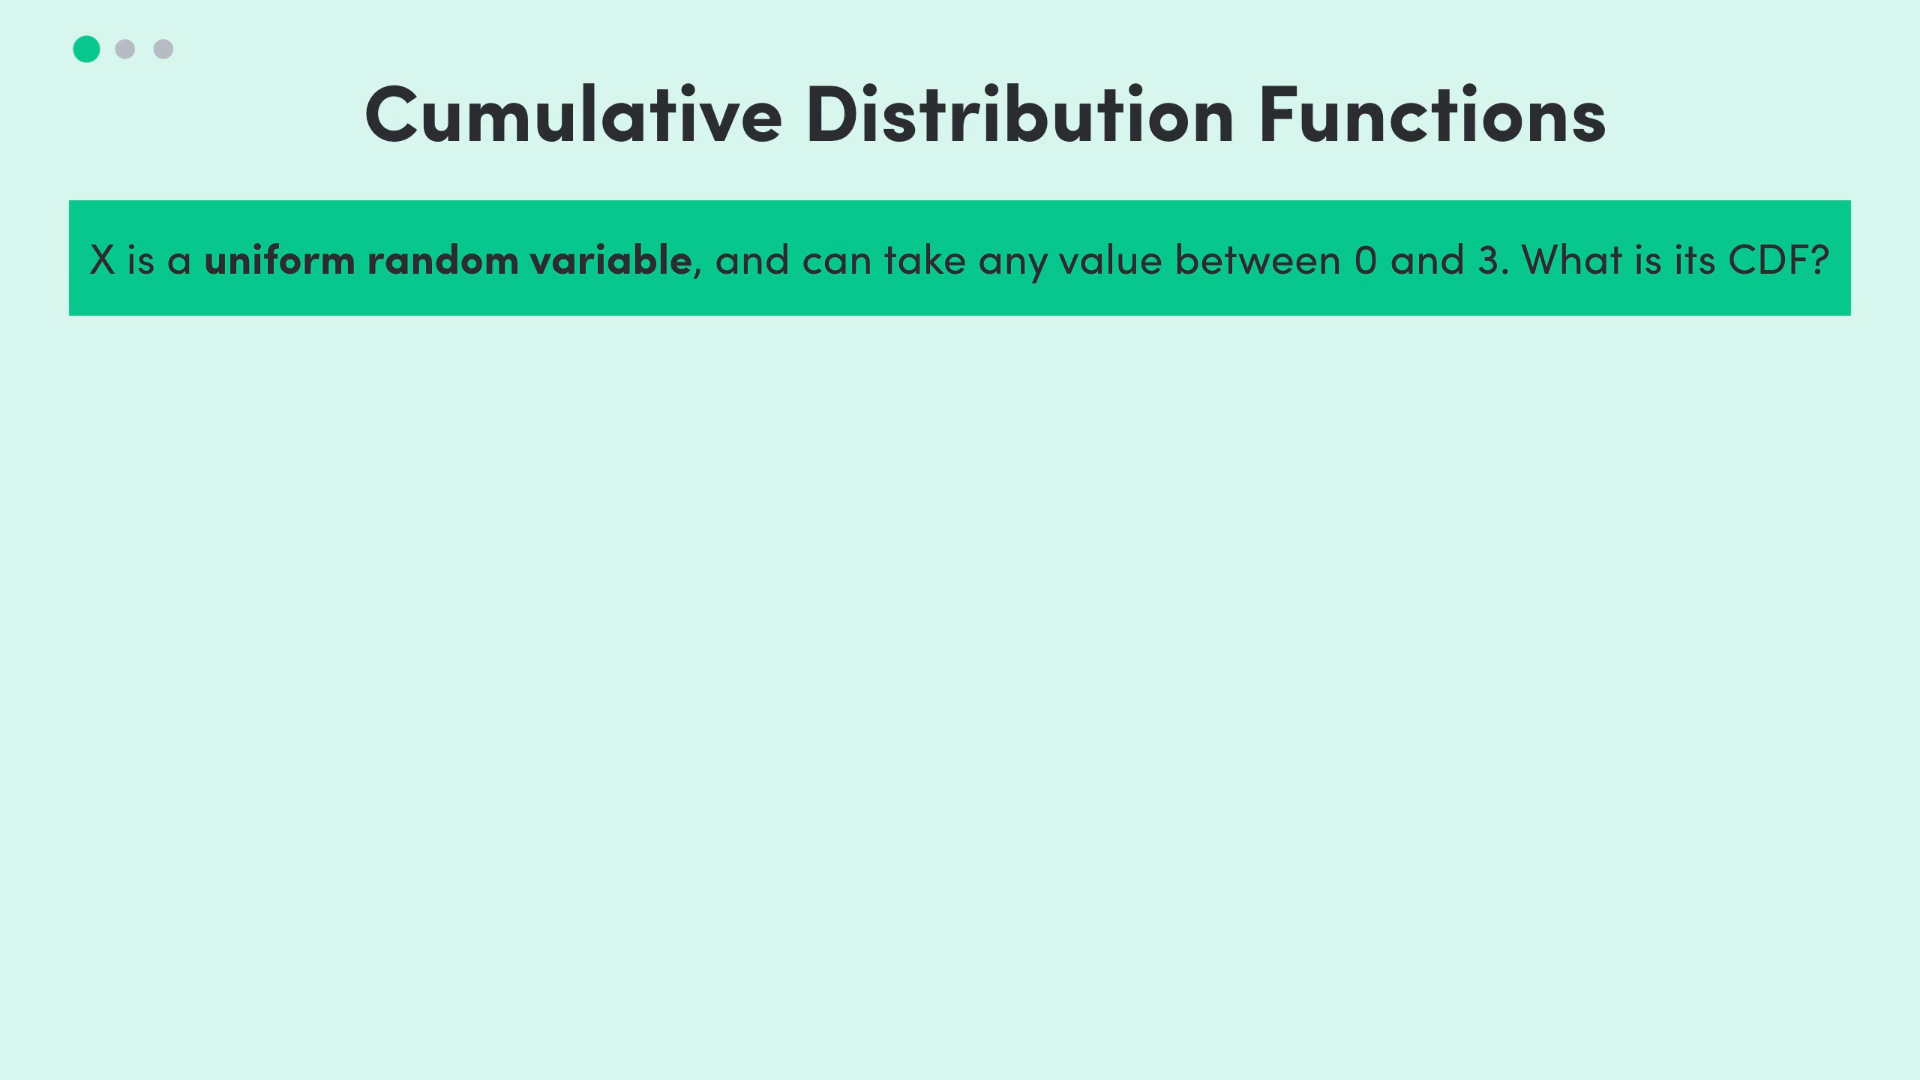 Cumulative Distribution Functions
X is a uniform random variable, and can take any value between 0 and 3. What is its CDF?